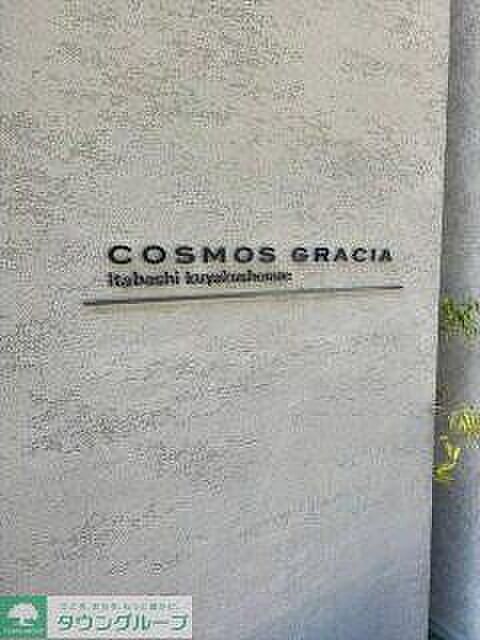 COSMOS GRACIA
itabashi kuyakushomae
タウングループ